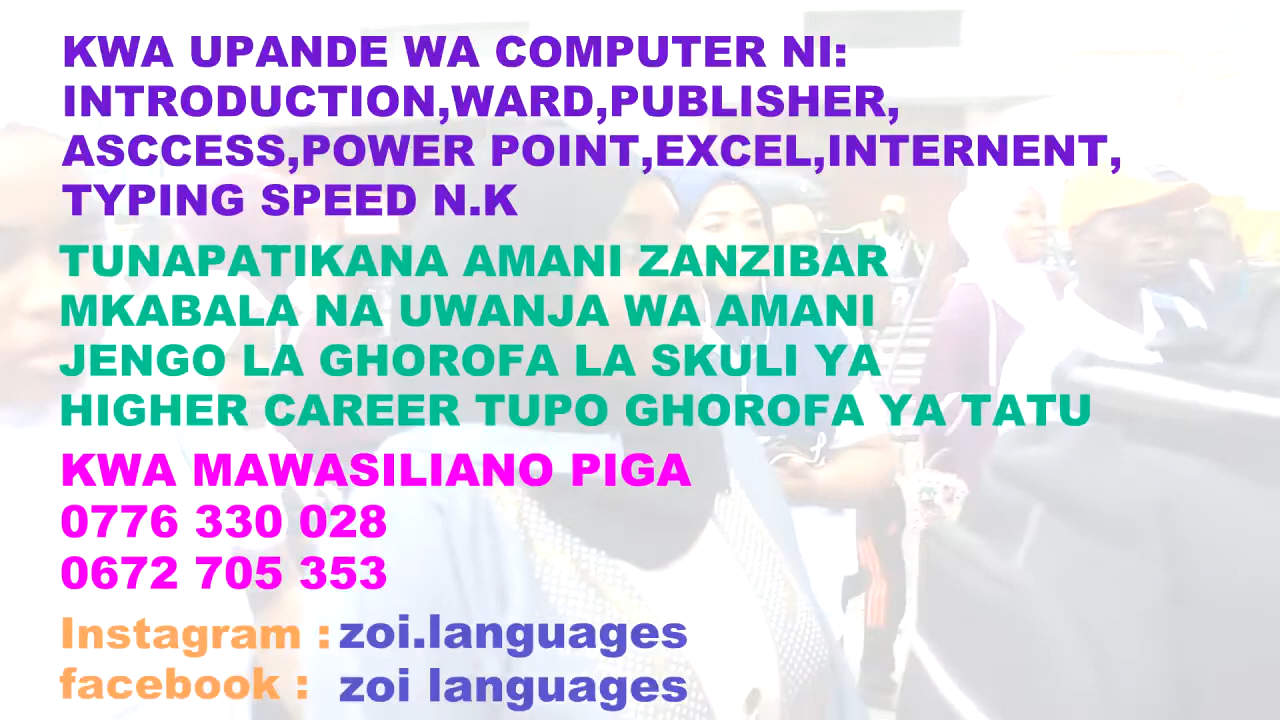 KWA UPANDE WA COMPUTER NI:
INTRODUCTION,WARD,PUBLISHER,
ASCCESS,POWER POINT,EXCEL,INTERNENT,
TYPING SPEED N.K
TUNAPATIKANA AMANI ZANZIBAR
MKABALA NA UWANJA WA AMANI
JENGO LA GHOROFA LA SKULI YA
HIGHER CAREER TUPO GHOROFA YA TATU
KWA MAWASILIANO PIGA
0776 330 028
0672 705 353
Instagram : zoi.languages
facebook : zoi languages